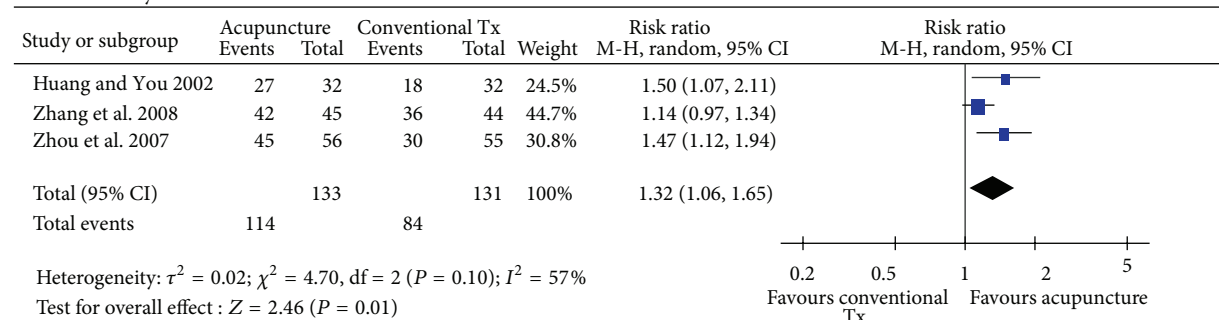 Study or subgroup Acupuncture Conventional Tx Risk ratio Risk ratio
Events Total Events Total Weight M-H, random, 95% CI M-H, random, 95% CI
Huang and You 2002 27 32 18 32 24.5% 1.50 (1.07, 2.11)
Zhang et al. 2008 42 45 36 44 44.7% 1.14 (0.97, 1.34)
Zhou et al. 2007 45 56 30 55 30.8% 1.47 (1.12, 1.94)
Total (95% CI) 133 131 100% 1.32 (1.06, 1.65)
Total events 114 84
Heterogeneity: τ² = 0.02; χ² = 4.70, df = 2 (P = 0.10); I² = 57%
Test for overall effect : Z = 2.46 (P = 0.01)
0.2 0.5 1 2 5
Favours conventional Favours acupuncture
Tx